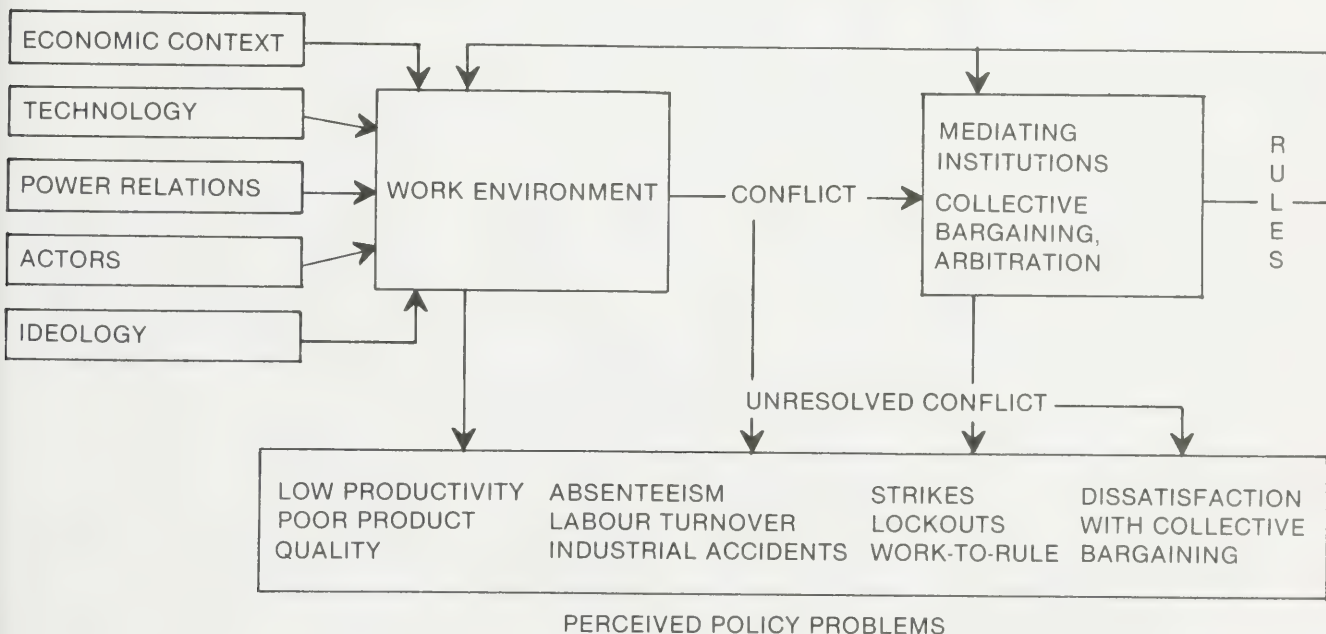 ECONOMIC CONTEXT
TECHNOLOGY
POWER RELATIONS
ACTORS
IDEOLOGY
WORK ENVIRONMENT
CONFLICT
MEDIATING
INSTITUTIONS
COLLECTIVE
BARGAINING,
ARBITRATION
RULES
UNRESOLVED CONFLICT
LOW PRODUCTIVITY
POOR PRODUCT
QUALITY
ABSENTEEISM
LABOUR TURNOVER
INDUSTRIAL ACCIDENTS
STRIKES
LOCKOUTS
WORK-TO-RULE
DISSATISFACTION
WITH COLLECTIVE
BARGAINING
PERCEIVED POLICY PROBLEMS